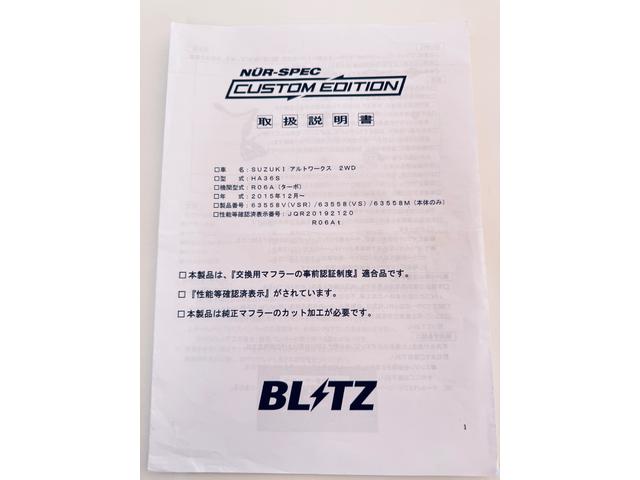 NÜR-SPEC
CUSTOM EDITION
取扱説明書
□車　名：SUZUKI アルトワークス 2WD
□型　式：HA36S
□機関型式：R06A（ターボ）
□年　式：2015年12月～
□製品番号：63558V(VSR)/63558(VS)/63558M（本体のみ）
□性能等確認済表示番号：JQR20192120
R06At
□本製品は、『交換用マフラーの事前認証制度』適合品です。
□『性能等確認済表示』がされています。
□本製品は純正マフラーのカット加工が必要です。
BLITZ
1